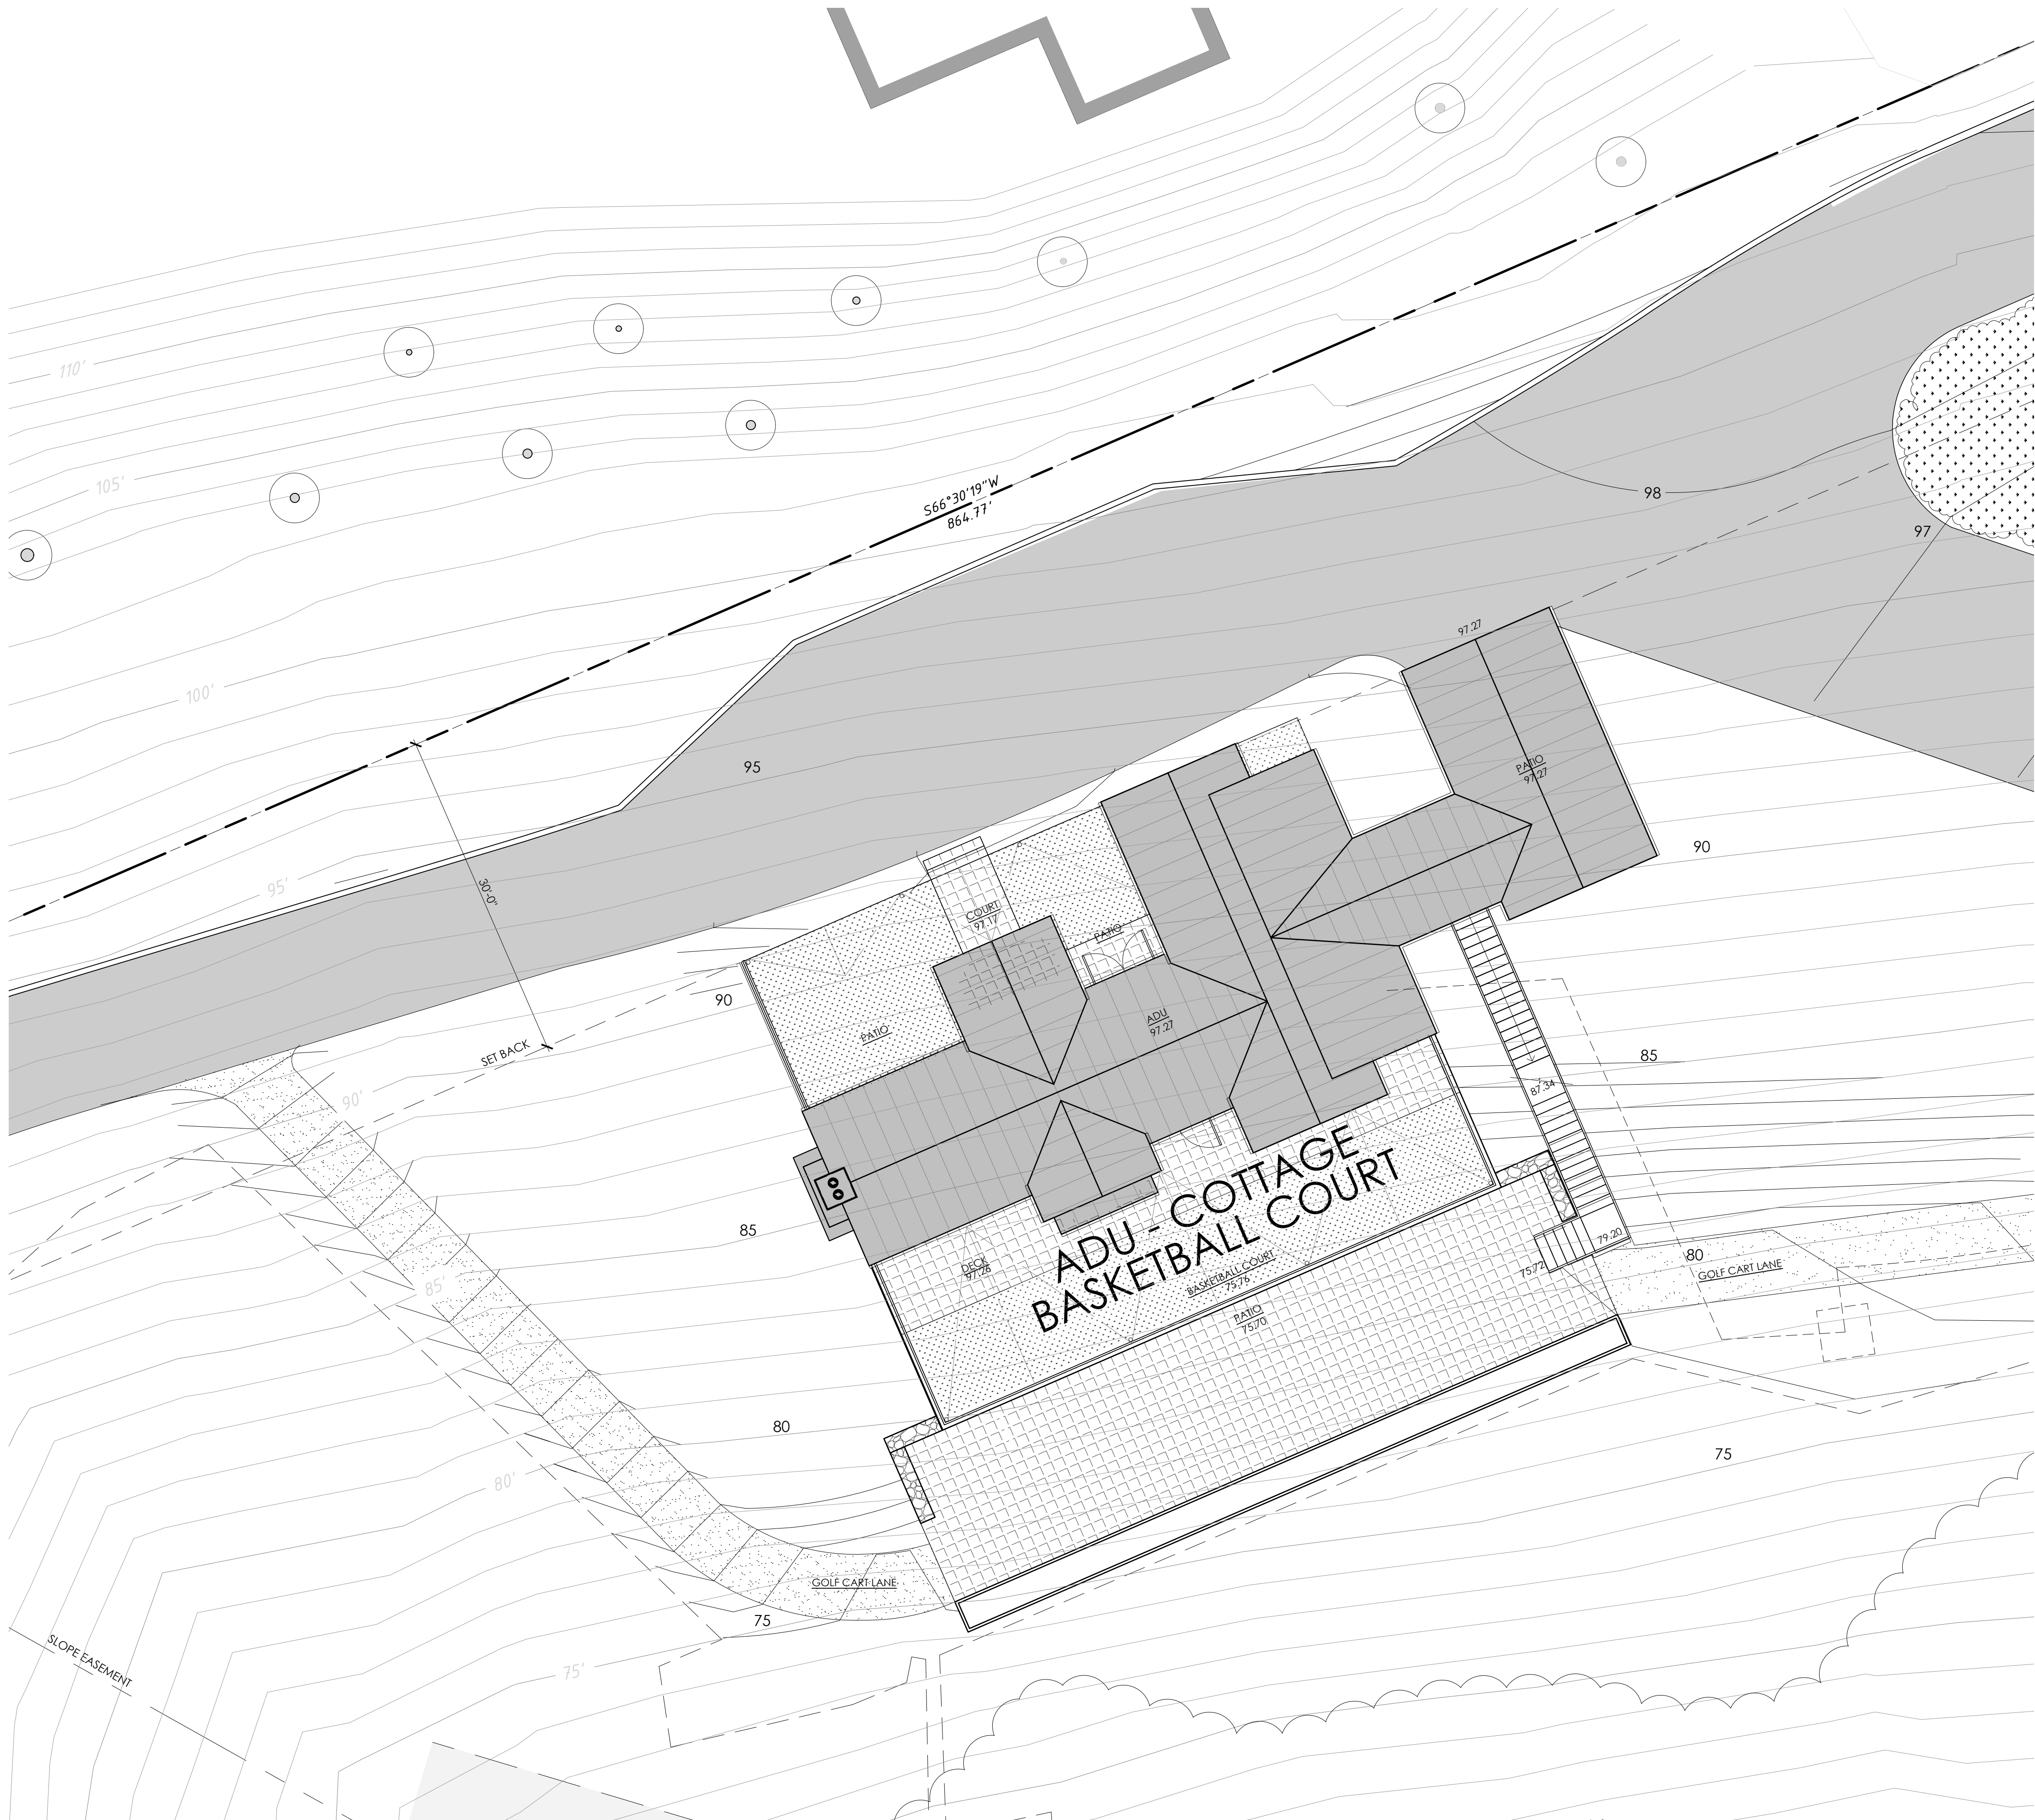 110'
105'
S66°30'19"W
864.77'
98
97
97.27
100'
95
PATIO
97.27
90
95'
30'-0"
COURT
97.17
PATIO
90
PATIO
ADU
97.27
SET BACK
85
90'
87.34
ADU - COTTAGE
BASKETBALL COURT
85
79.20
80
GOLF CART LANE
75.72
DECK
97.26
BASKETBALL COURT
75.76
85'
PATIO
75.70
80
75
80'
GOLF CART LANE
75
75'
SLOPE EASEMENT